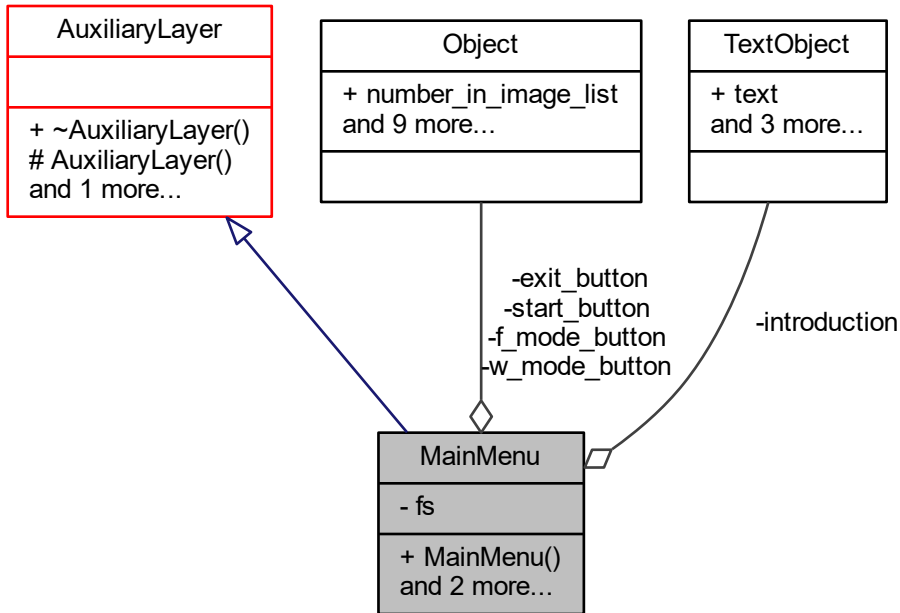 AuxiliaryLayer
+ ~AuxiliaryLayer()
# AuxiliaryLayer()
and 1 more...
Object
+ number_in_image_list
and 9 more...
TextObject
+ text
and 3 more...
-exit_button
-start_button
-f_mode_button
-w_mode_button
-introduction
MainMenu
- fs
+ MainMenu()
and 2 more...